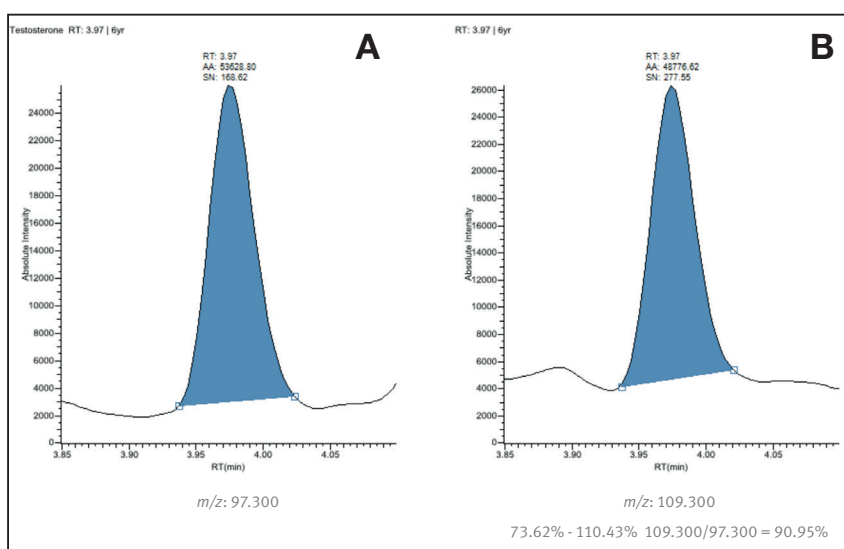 Testosterone RT: 3.97 | 6yr
A
RT: 3.97
AA: 53628.80
SN: 168.62
24000
22000
20000
18000
16000
14000
12000
10000
8000
6000
4000
2000
0
Absolute Intensity
3.85 3.90 3.95 4.00 4.05
RT(min)
m/z: 97.300
RT: 3.97 | 6yr
B
RT: 3.97
AA: 48776.62
SN: 277.55
26000
24000
22000
20000
18000
16000
14000
12000
10000
8000
6000
4000
2000
0
Absolute Intensity
3.85 3.90 3.95 4.00 4.05
RT(min)
m/z: 109.300
73.62% - 110.43% 109.300/97.300 = 90.95%